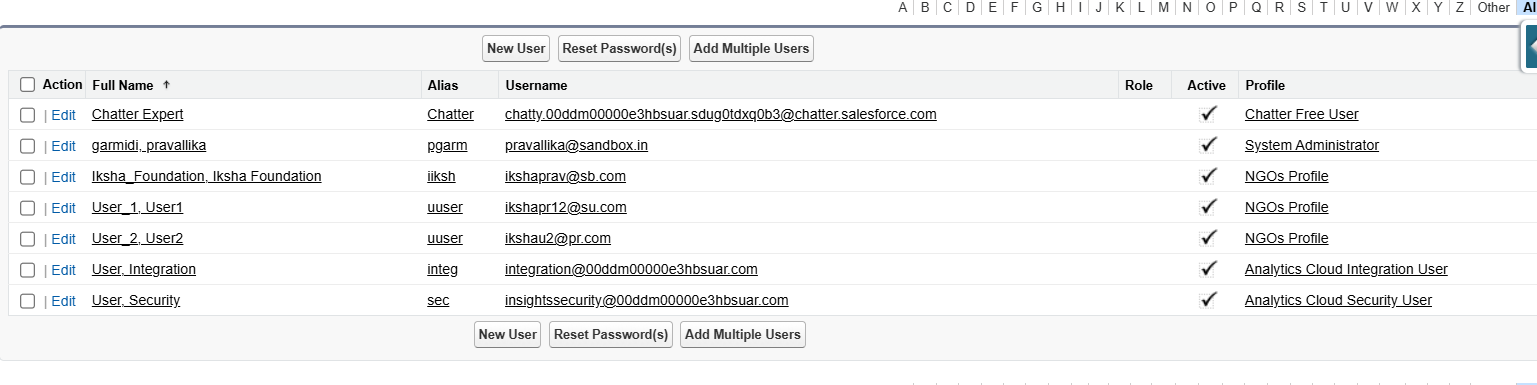 A | B | C | D | E | F | G | H | I | J | K | L | M | N | O | P | Q | R | S | T | U | V | W | X | Y | Z | Other | Al
New User Reset Password(s) Add Multiple Users
Action Full Name ↑ Alias Username Role Active Profile
| Edit Chatter Expert Chatter chatty.00ddm00000e3hbsuar.sdug0tdxq0b3@chatter.salesforce.com Chatter Free User
| Edit garmidi, pravallika pgarm pravallika@sandbox.in System Administrator
| Edit Iksha_Foundation, Iksha Foundation iiksh ikshaprav@sb.com NGOs Profile
| Edit User_1, User1 uuser ikshapr12@su.com NGOs Profile
| Edit User_2, User2 uuser ikshau2@pr.com NGOs Profile
| Edit User, Integration integ integration@00ddm00000e3hbsuar.com Analytics Cloud Integration User
| Edit User, Security sec insightssecurity@00ddm00000e3hbsuar.com Analytics Cloud Security User
New User Reset Password(s) Add Multiple Users